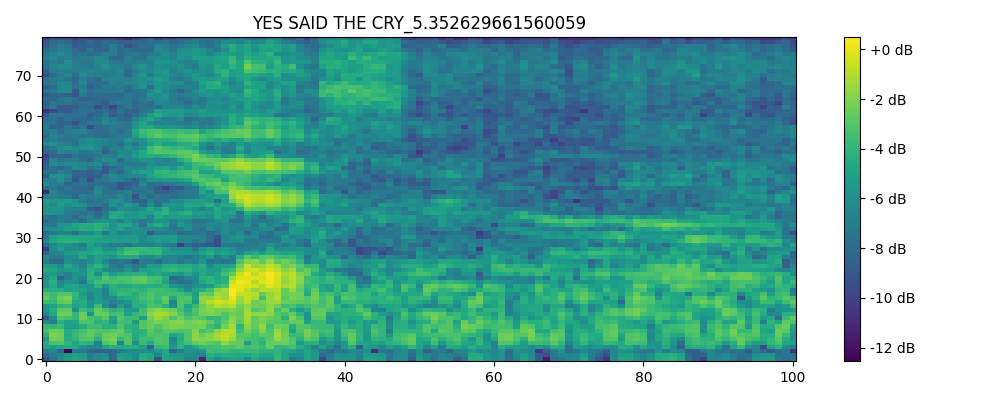 YES SAID THE CRY_5.352629661560059
70
60
50
40
30
20
10
0
0 20 40 60 80 100
+0 dB
-2 dB
-4 dB
-6 dB
-8 dB
-10 dB
-12 dB